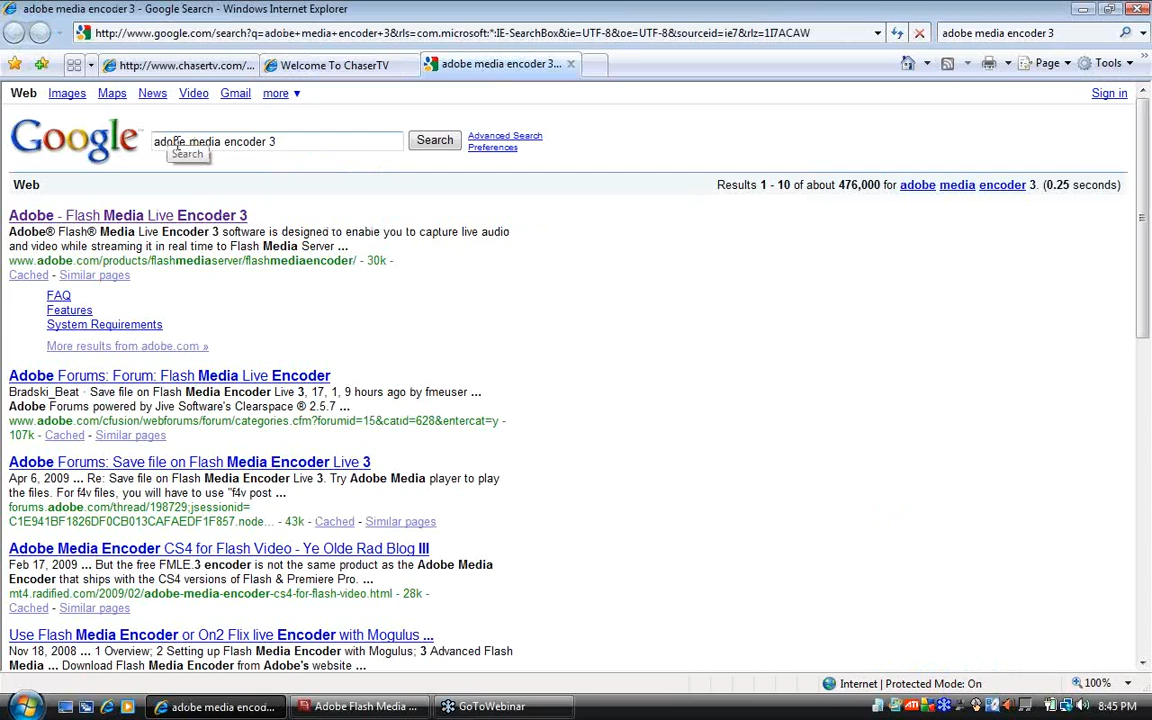 adobe media encoder 3 - Google Search - Windows Internet Explorer
http://www.google.com/search?q=adobe+media+encoder+3&rls=com.microsoft:*:IE-SearchBox&ie=UTF-8&oe=UTF-8&sourceid=ie7&rlz=1I7ACAW
adobe media encoder 3
http://www.chasertv.com/...
Welcome To ChaserTV
adobe media encoder 3...
Page
Tools
Web Images Maps News Video Gmail more ▼
Sign in
Google
adobe media encoder 3
Search
Advanced Search
Preferences
Search
Web
Results 1 - 10 of about 476,000 for adobe media encoder 3. (0.25 seconds)
Adobe - Flash Media Live Encoder 3
Adobe® Flash® Media Live Encoder 3 software is designed to enable you to capture live audio
and video while streaming it in real time to Flash Media Server ...
www.adobe.com/products/flashmediaserver/flashmediaencoder/ - 30k -
Cached - Similar pages
FAQ
Features
System Requirements
More results from adobe.com »
Adobe Forums: Forum: Flash Media Live Encoder
Bradski_Beat · Save file on Flash Media Encoder Live 3, 17, 1, 9 hours ago by fmeuser ...
Adobe Forums powered by Jive Software's Clearspace ® 2.5.7 ...
www.adobe.com/cfusion/webforums/forum/categories.cfm?forumid=15&catid=628&entercat=y -
107k - Cached - Similar pages
Adobe Forums: Save file on Flash Media Encoder Live 3
Apr 6, 2009 ... Re: Save file on Flash Media Encoder Live 3. Try Adobe Media player to play
the files. For f4v files, you will have to use "f4v post ...
forums.adobe.com/thread/198729;jsessionid=
C1E941BF1826DF0CB013CAFAEDF1F857.node... - 43k - Cached - Similar pages
Adobe Media Encoder CS4 for Flash Video - Ye Olde Rad Blog III
Feb 17, 2009 ... But the free FMLE.3 encoder is not the same product as the Adobe Media
Encoder that ships with the CS4 versions of Flash & Premiere Pro. ...
mt4.radified.com/2009/02/adobe-media-encoder-cs4-for-flash-video.html - 28k -
Cached - Similar pages
Use Flash Media Encoder or On2 Flix live Encoder with Mogulus ...
Nov 18, 2008 ... 1 Overview; 2 Setting up Flash Media Encoder with Mogulus; 3 Advanced Flash
Media ... Download Flash Media Encoder from Adobe's website ...
Internet | Protected Mode: On
100%
adobe media encod...
Adobe Flash Media ...
GoToWebinar
8:45 PM